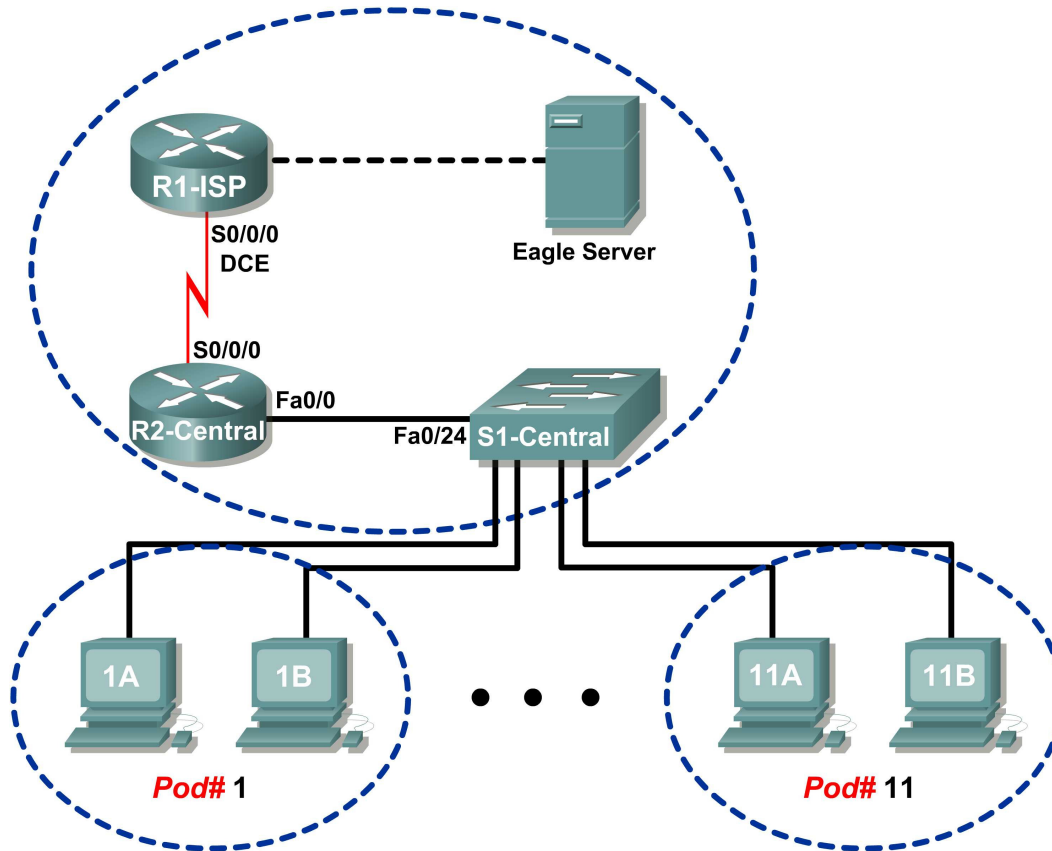 R1-ISP
S0/0/0
DCE
Eagle Server
S0/0/0
R2-Central
Fa0/0
Fa0/24
S1-Central
1A
1B
11A
11B
Pod# 1
Pod# 11